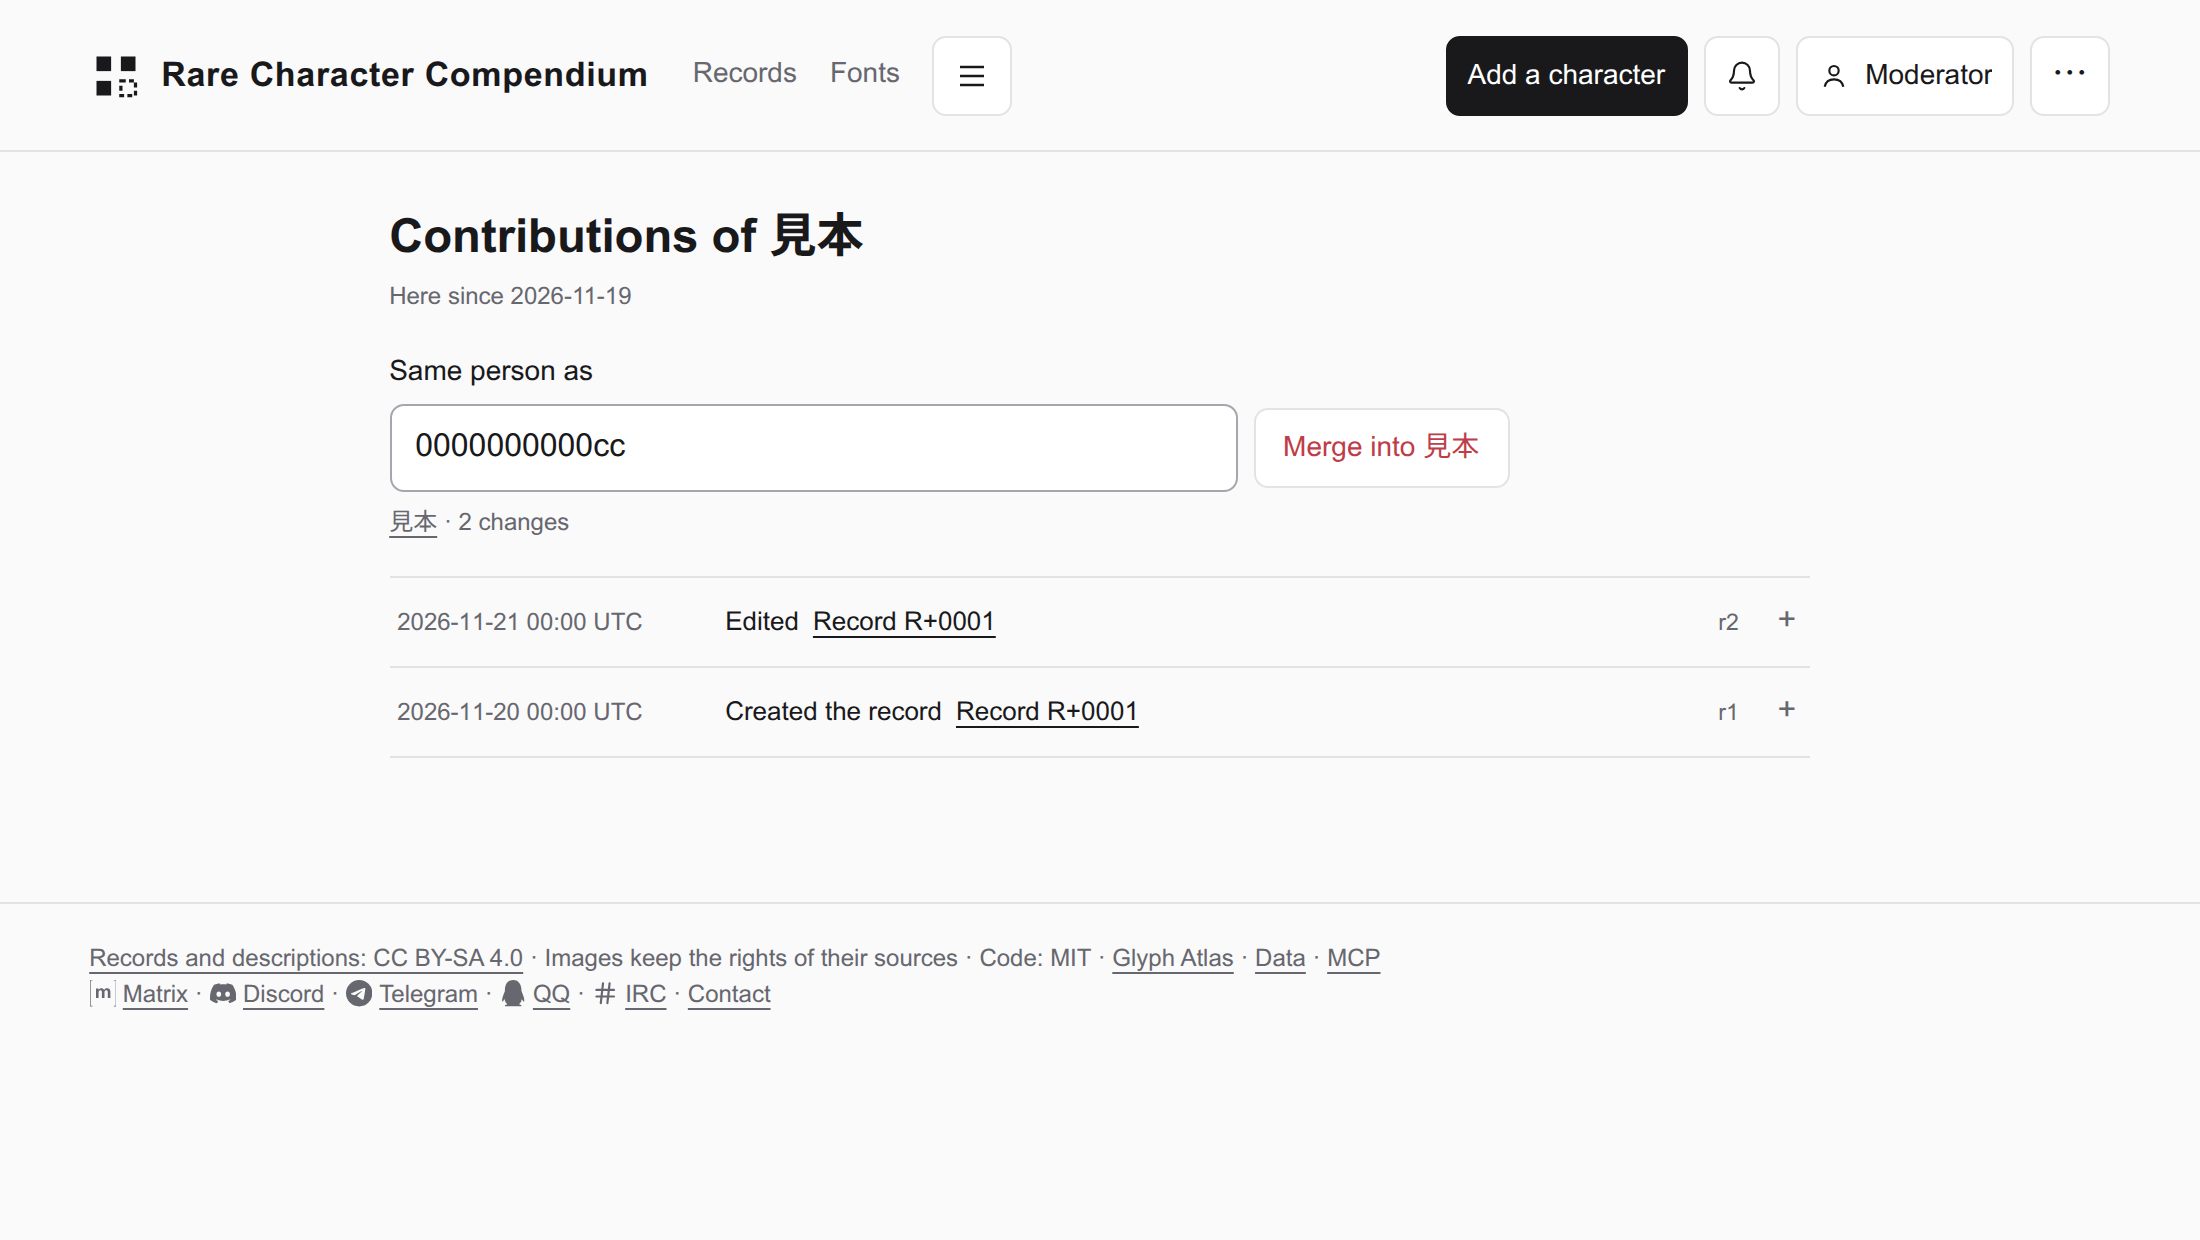 Rare Character Compendium Records Fonts Add a character Moderator ···
Contributions of 見本
Here since 2026-11-19
Same person as
0000000000cc Merge into 見本
見本 · 2 changes
2026-11-21 00:00 UTC Edited Record R+0001 r2 +
2026-11-20 00:00 UTC Created the record Record R+0001 r1 +
Records and descriptions: CC BY-SA 4.0 · Images keep the rights of their sources · Code: MIT · Glyph Atlas · Data · MCP
[m] Matrix · Discord · Telegram · QQ · # IRC · Contact